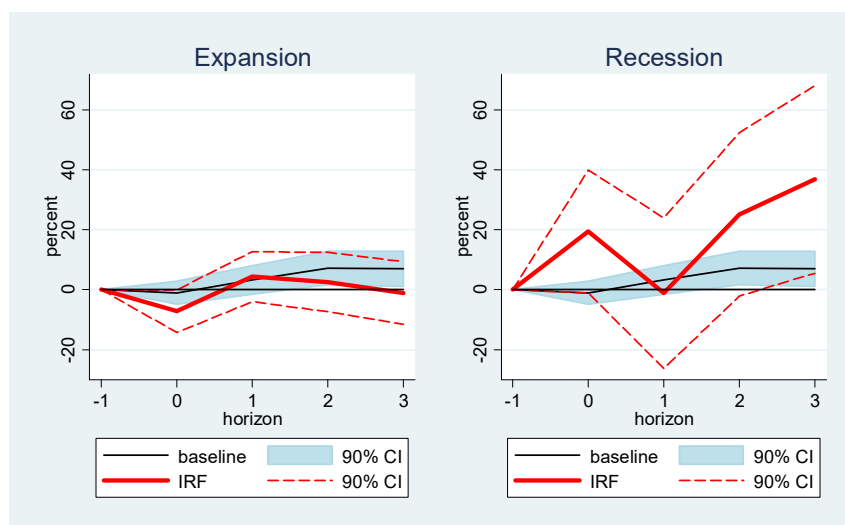 Expansion
percent
60
40
20
0
-20
-1 0 1 2 3
horizon
baseline 90% CI
IRF 90% CI
Recession
percent
60
40
20
0
-20
-1 0 1 2 3
horizon
baseline 90% CI
IRF 90% CI